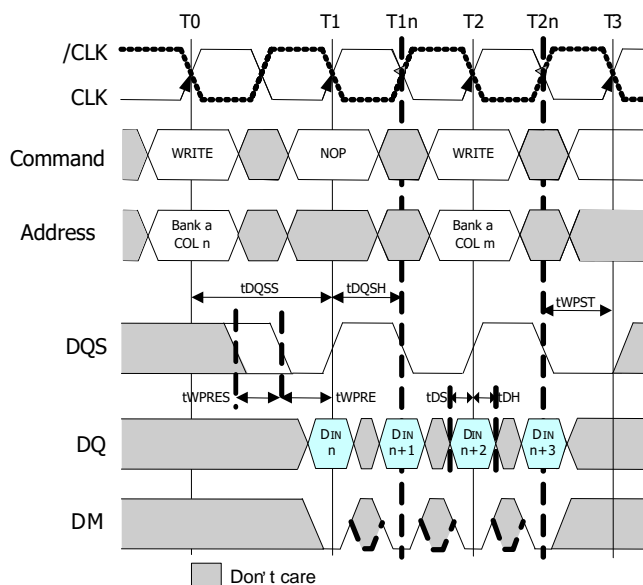 T0 T1 T1n T2 T2n T3
/CLK
CLK
Command WRITE NOP WRITE
Address Bank a COL n Bank a COL m
tDQSS tDQSH tWPST
DQS
tWPRES tWPRE tDS tDH
DQ DIN n DIN n+1 DIN n+2 DIN n+3
DM
Don't care